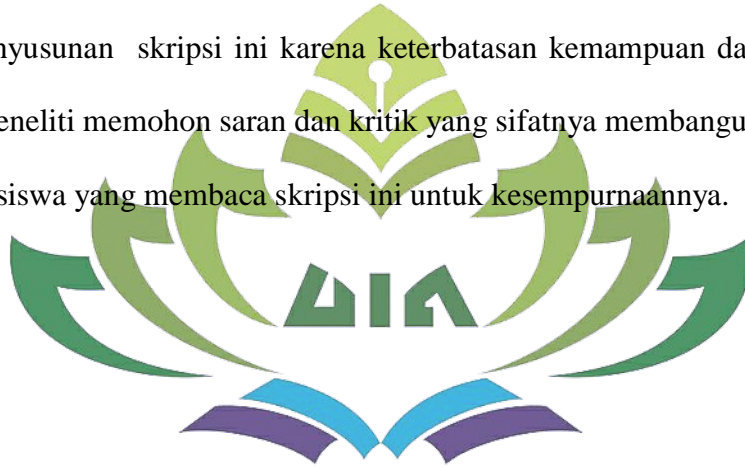 nyusunan skripsi ini karena keterbatasan kemampuan da
eneliti memohon saran dan kritik yang sifatnya membangu
siswa yang membaca skripsi ini untuk kesempurnaannya.
UIN